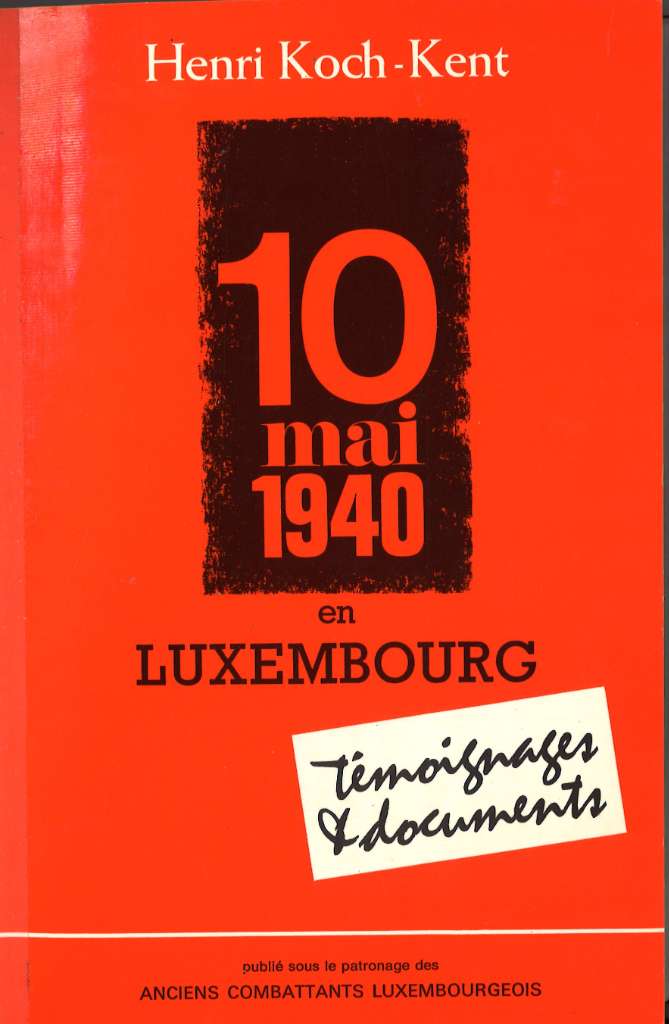 Henri Koch-Kent
10
mai
1940
en
LUXEMBOURG
témoignages
& documents
publié sous le patronage des
ANCIENS COMBATTANTS LUXEMBOURGEOIS